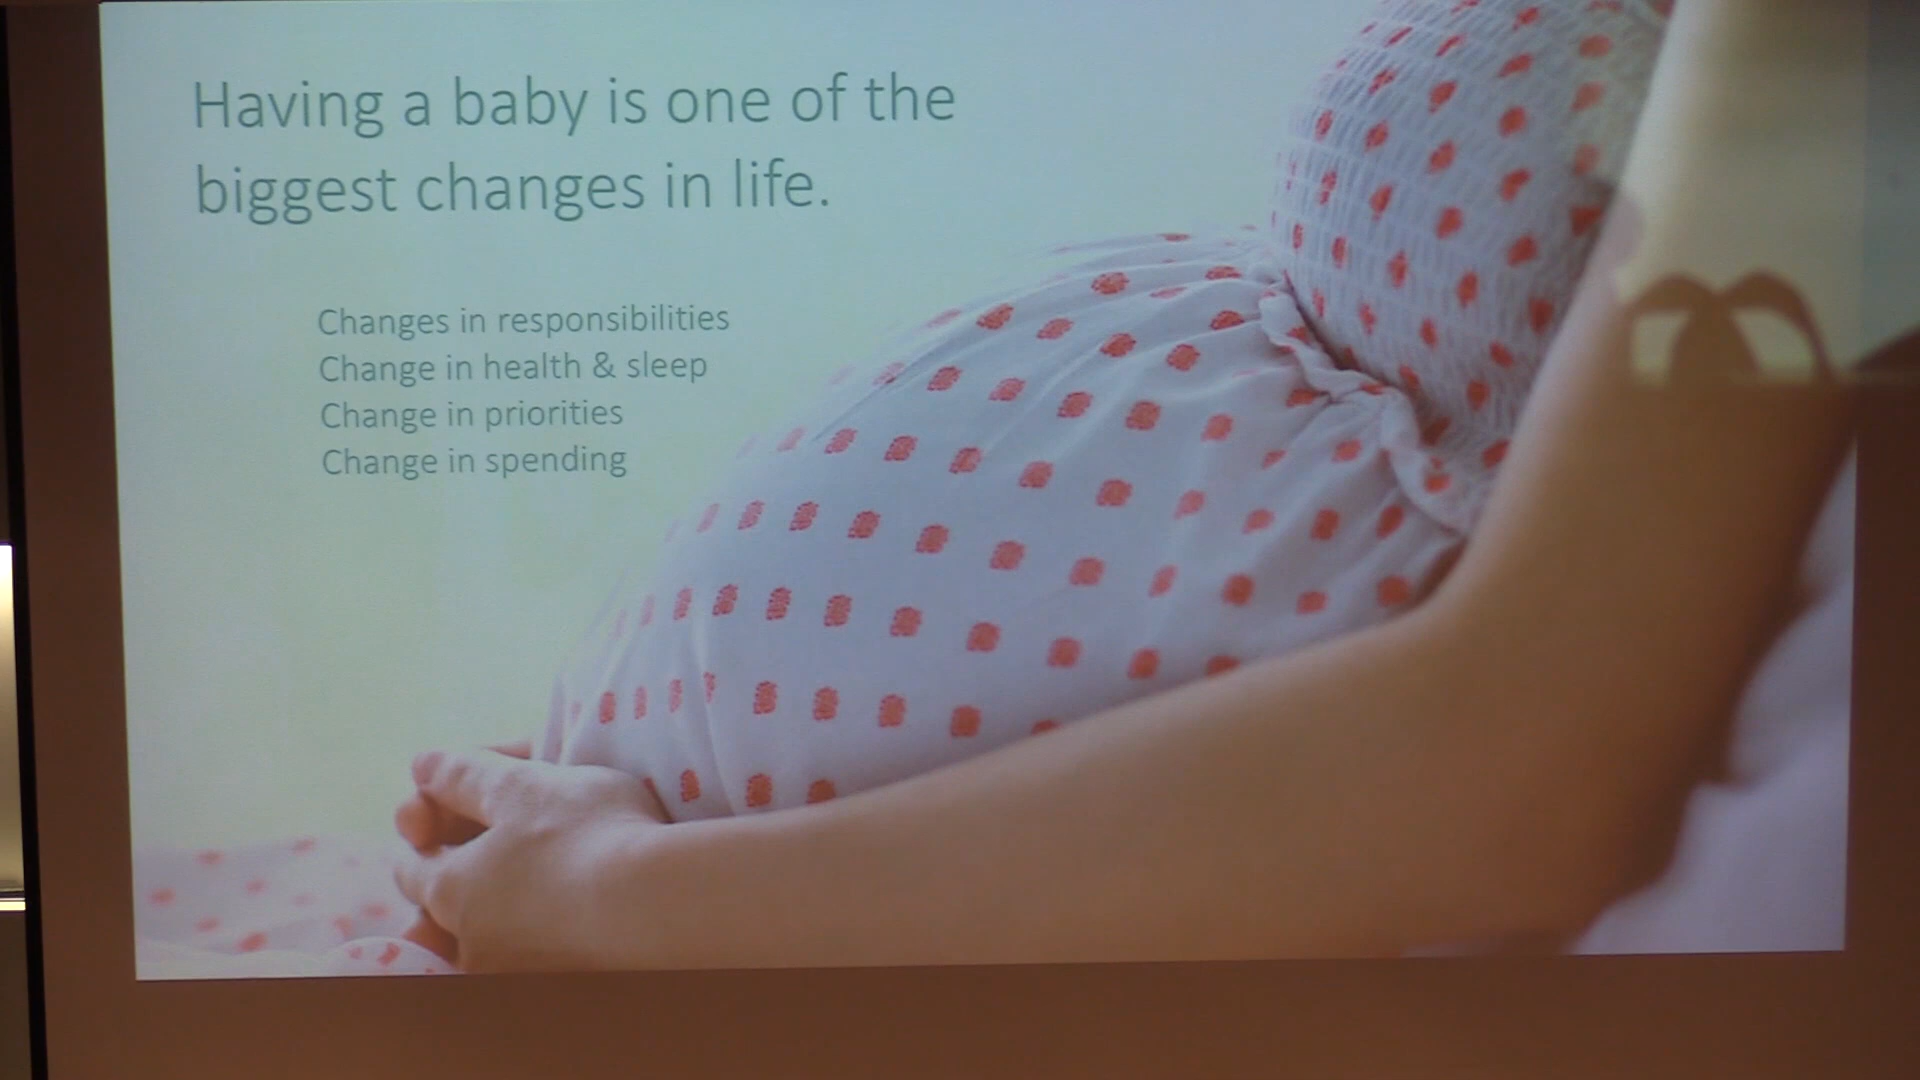 Having a baby is one of the
biggest changes in life.
Changes in responsibilities
Change in health & sleep
Change in priorities
Change in spending